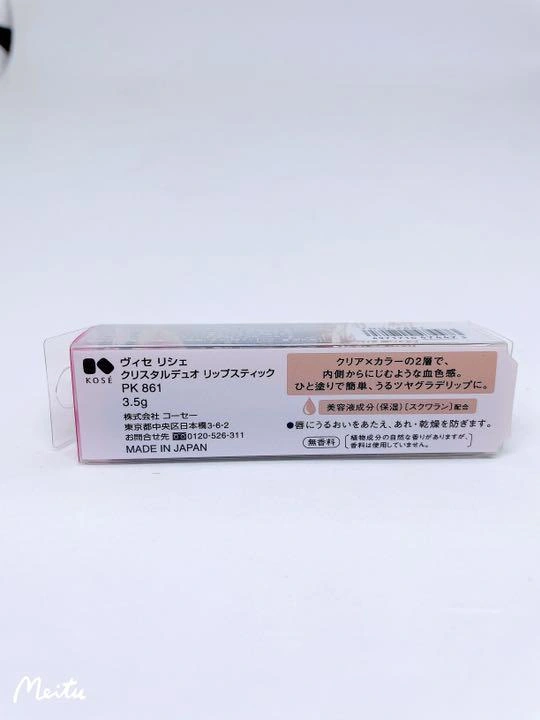 KOSÉ
ヴィセ リシェ
クリスタルデュオ リップスティック
PK 861
3.5g
株式会社 コーセー
東京都中央区日本橋3-6-2
お問合せ先 0120-526-311
MADE IN JAPAN
クリア×カラーの2層で、
内側からにじむような血色感。
ひと塗りで簡単、うるツヤグラデリップに。
美容液成分(保湿)[スクワラン]配合
●唇にうるおいをあたえ、あれ・乾燥を防ぎます。
無香料
植物成分の自然な香りがありますが、
香料は使用していません。
Meitu